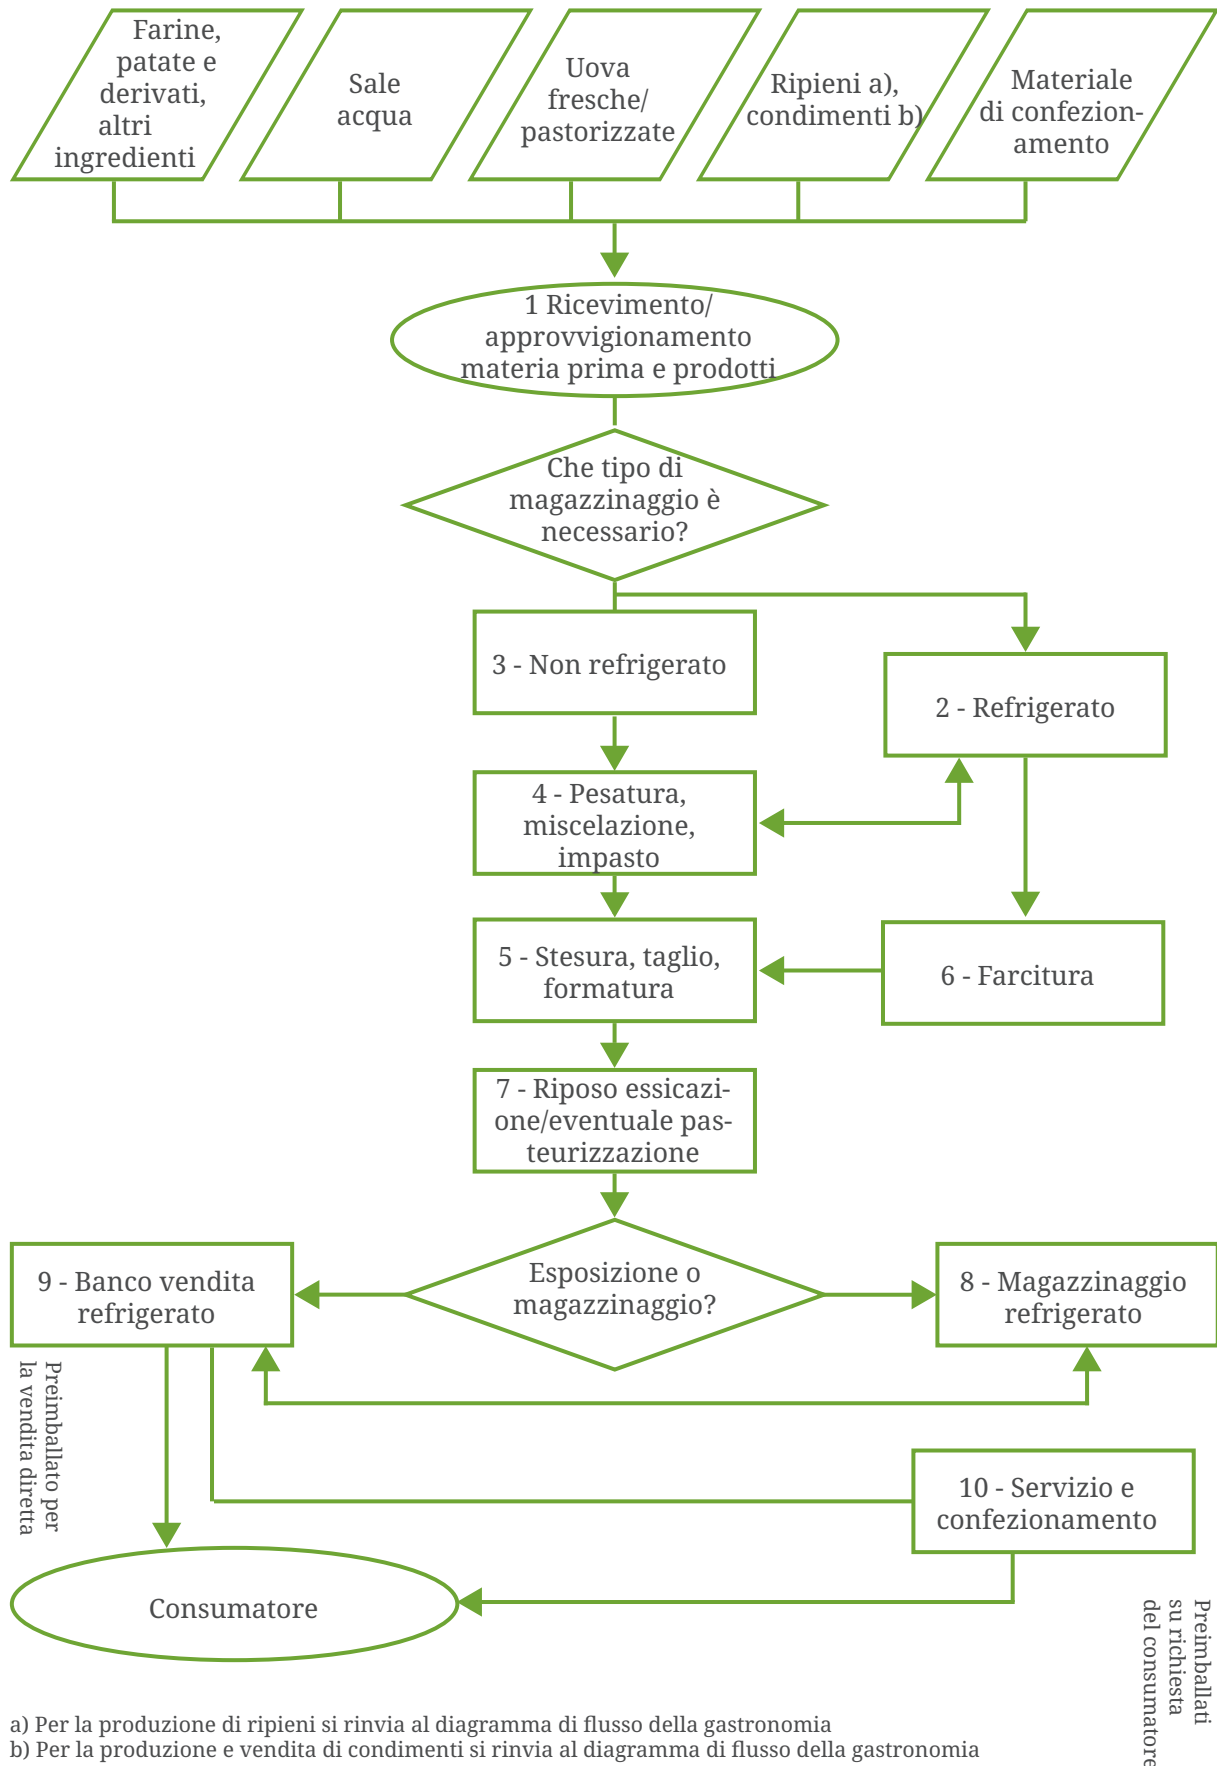 Farine,
patate e
derivati,
altri
ingredienti
Sale
acqua
Uova
fresche/
pastorizzate
Ripieni a),
condimenti b)
Materiale
di confezion-
amento
1 Ricevimento/
approvvigionamento
materia prima e prodotti
Che tipo di
magazzinaggio è
necessario?
3 - Non refrigerato
2 - Refrigerato
4 - Pesatura,
miscelazione,
impasto
5 - Stesura, taglio,
formatura
6 - Farcitura
7 - Riposo essicazi-
one/eventuale pas-
teurizzazione
Esposizione o
magazzinaggio?
9 - Banco vendita
refrigerato
8 - Magazzinaggio
refrigerato
Preimballato per
la vendita diretta
10 - Servizio e
confezionamento
Consumatore
Preimballati
su richiesta
del consumatore
a) Per la produzione di ripieni si rinvia al diagramma di flusso della gastronomia
b) Per la produzione e vendita di condimenti si rinvia al diagramma di flusso della gastronomia